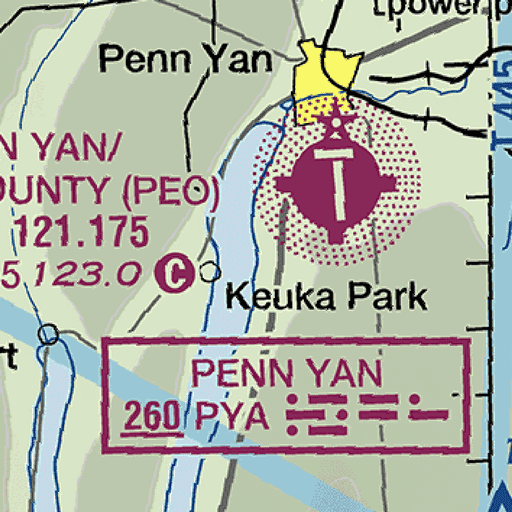 [power p
Penn Yan
T 445
N YAN/
OUNTY (PEO)
121.175
5 123.0 C
Keuka Park
rt
PENN YAN
260 PYA